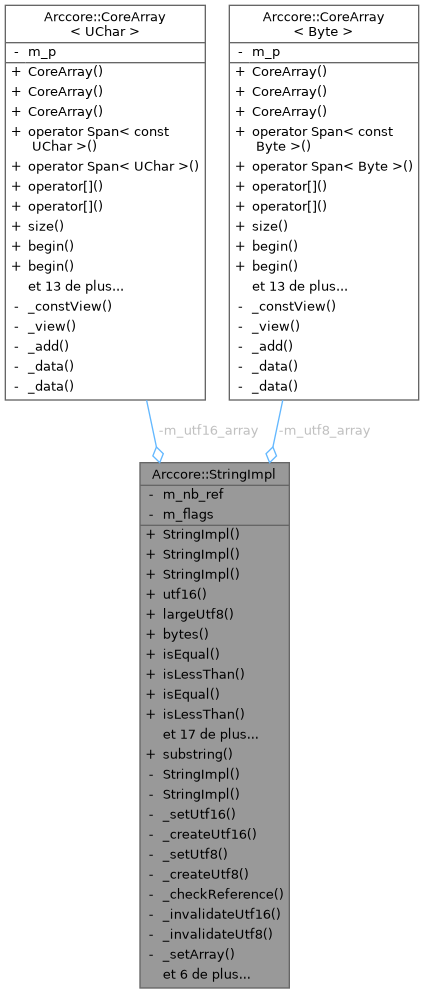 Arccore::CoreArray
< UChar >
- m_p
+ CoreArray()
+ CoreArray()
+ CoreArray()
+ operator Span< const
UChar >()
+ operator Span< UChar >()
+ operator[]()
+ operator[]()
+ size()
+ begin()
+ begin()
et 13 de plus...
- _constView()
- _view()
- _add()
- _data()
- _data()
Arccore::CoreArray
< Byte >
- m_p
+ CoreArray()
+ CoreArray()
+ CoreArray()
+ operator Span< const
Byte >()
+ operator Span< Byte >()
+ operator[]()
+ operator[]()
+ size()
+ begin()
+ begin()
et 13 de plus...
- _constView()
- _view()
- _add()
- _data()
- _data()
-m_utf16_array
-m_utf8_array
Arccore::StringImpl
- m_nb_ref
- m_flags
+ StringImpl()
+ StringImpl()
+ StringImpl()
+ utf16()
+ largeUtf8()
+ bytes()
+ isEqual()
+ isLessThan()
+ isEqual()
+ isLessThan()
et 17 de plus...
+ substring()
- StringImpl()
- StringImpl()
- _setUtf16()
- _createUtf16()
- _setUtf8()
- _createUtf8()
- _checkReference()
- _invalidateUtf16()
- _invalidateUtf8()
- _setArray()
et 6 de plus...